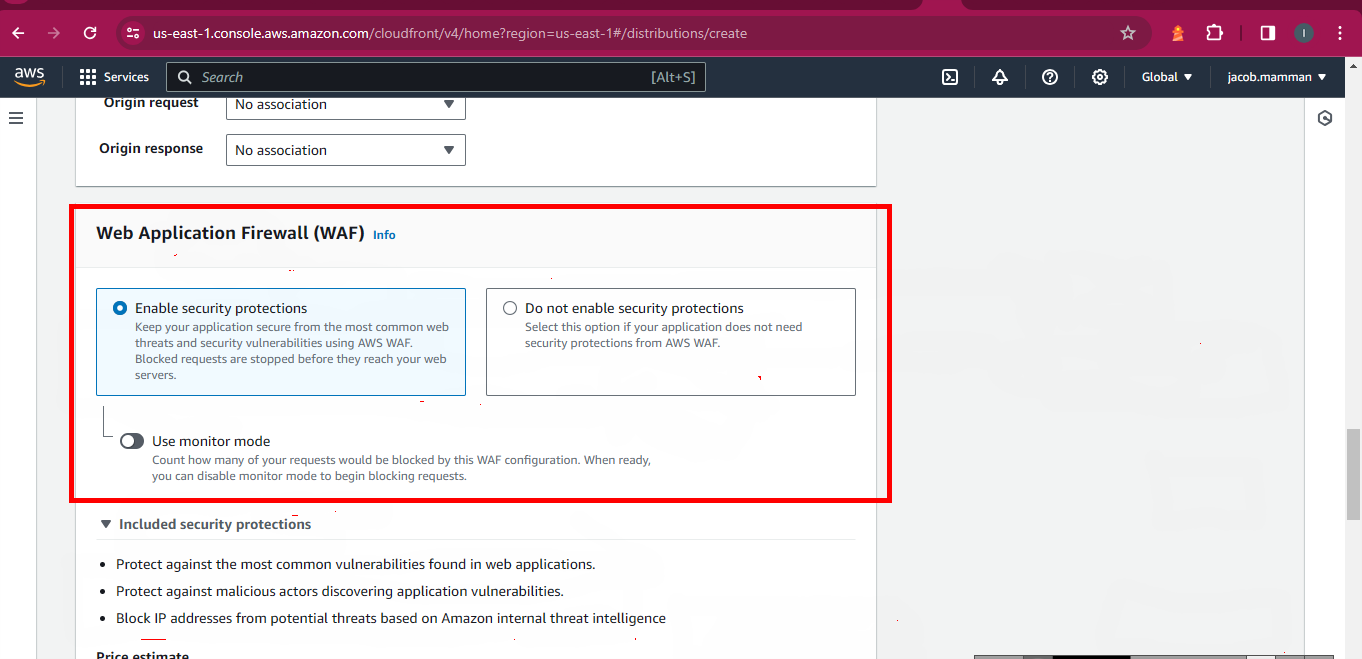 us-east-1.console.aws.amazon.com/cloudfront/v4/home?region=us-east-1#/distributions/create
I
aws
Services
Search
[Alt+S]
Global
jacob.mamman
Origin request
No association
Origin response
No association
Web Application Firewall (WAF) Info
Enable security protections
Keep your application secure from the most common web
threats and security vulnerabilities using AWS WAF.
Blocked requests are stopped before they reach your web
servers.
Do not enable security protections
Select this option if your application does not need
security protections from AWS WAF.
Use monitor mode
Count how many of your requests would be blocked by this WAF configuration. When ready,
you can disable monitor mode to begin blocking requests.
Included security protections
Protect against the most common vulnerabilities found in web applications.
Protect against malicious actors discovering application vulnerabilities.
Block IP addresses from potential threats based on Amazon internal threat intelligence
Price estimate